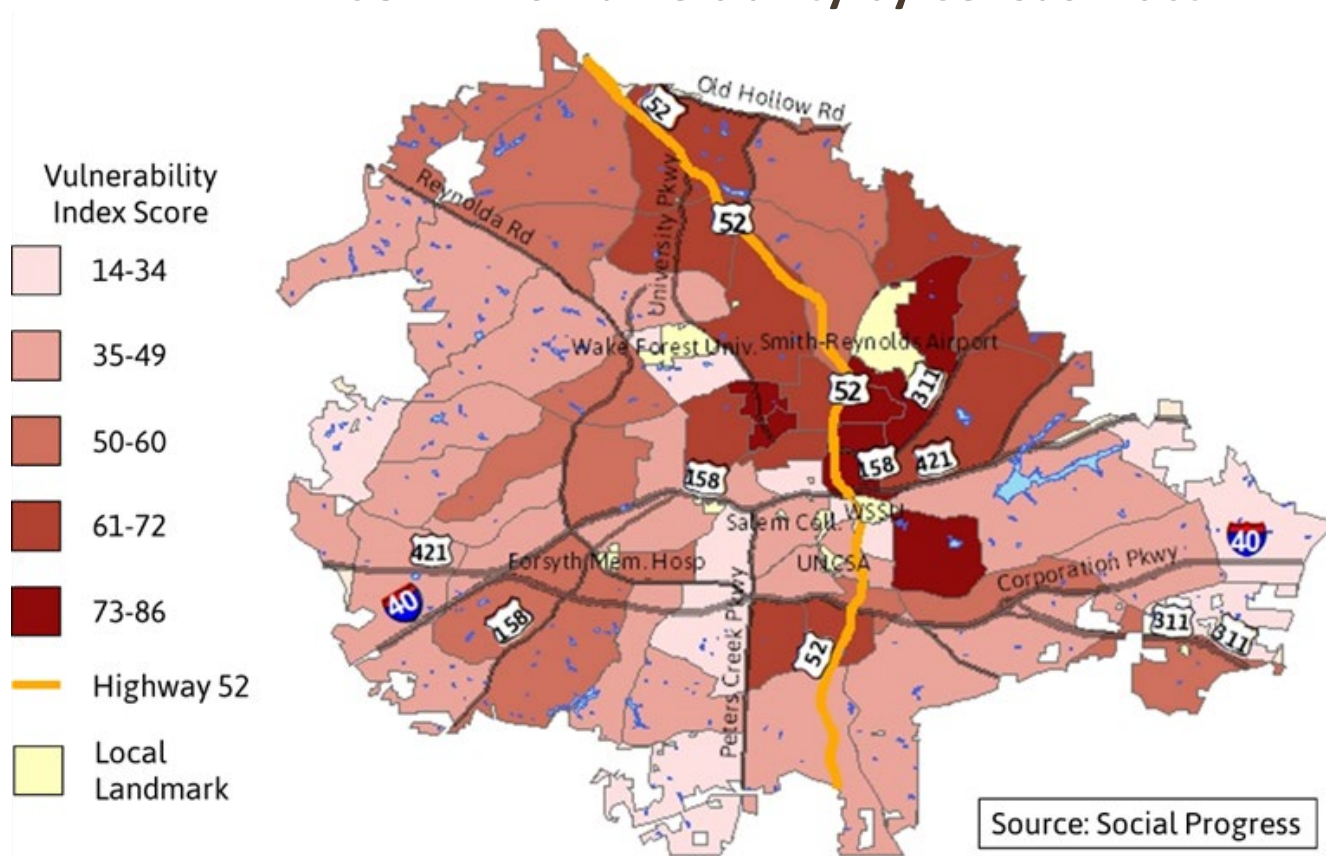 Vulnerability
Index Score
14-34
35-49
50-60
61-72
73-86
Highway 52
Local
Landmark
52
Old Hollow Rd
Reynolda Rd
University Pkwy
52
Wake Forest Univ.
Smith-Reynolds Airport
52
311
158
158
421
Salem Coll.
WSSU
421
Forsyth Mem. Hosp
UNCSA
40
Corporation Pkwy
40
158
Peters Creek Pkwy
52
311
311
Source: Social Progress